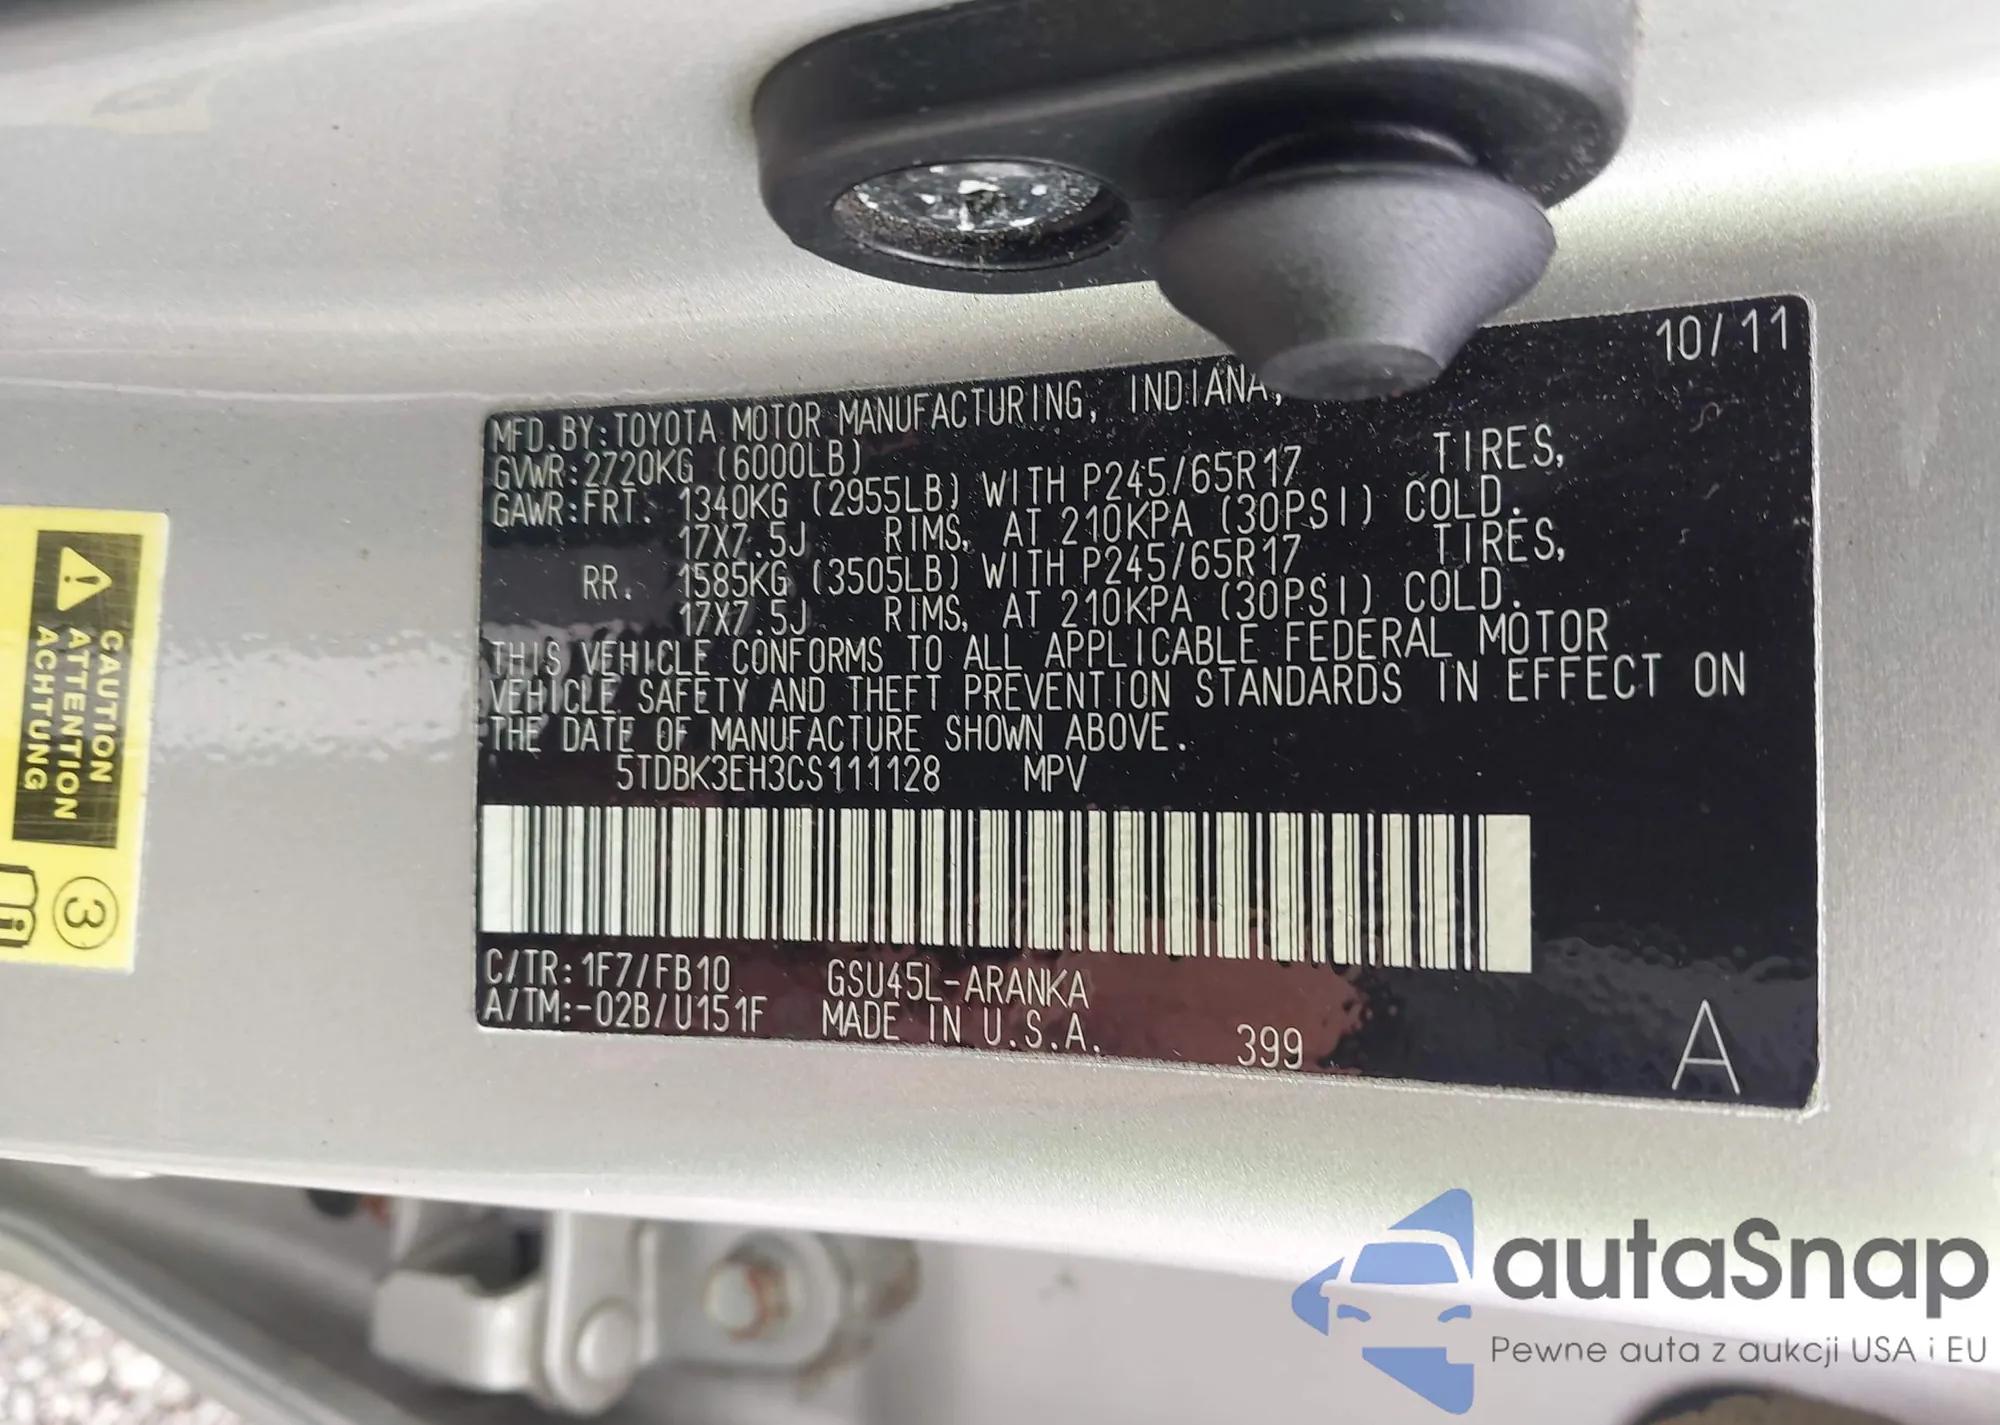 10/11
MFD.BY:TOYOTA MOTOR MANUFACTURING, INDIANA,
GVWR:2720KG (6000LB)
GAWR:FRT. 1340KG (2955LB) WITH P245/65R17 TIRES,
17X7.5J RIMS, AT 210KPA (30PSI) COLD.
RR. 1585KG (3505LB) WITH P245/65R17 TIRES,
17X7.5J RIMS, AT 210KPA (30PSI) COLD.
THIS VEHICLE CONFORMS TO ALL APPLICABLE FEDERAL MOTOR
VEHICLE SAFETY AND THEFT PREVENTION STANDARDS IN EFFECT ON
THE DATE OF MANUFACTURE SHOWN ABOVE.
5TDBK3EH3CS111128 MPV
C/TR:1F7/FB10 GSU45L-ARANKA
A/TM:-02B/U151F MADE IN U.S.A. 399
A
CAUTION
ATTENTION
ACHTUNG
3
autaSnap
Pewne auta z aukcji USA i EU